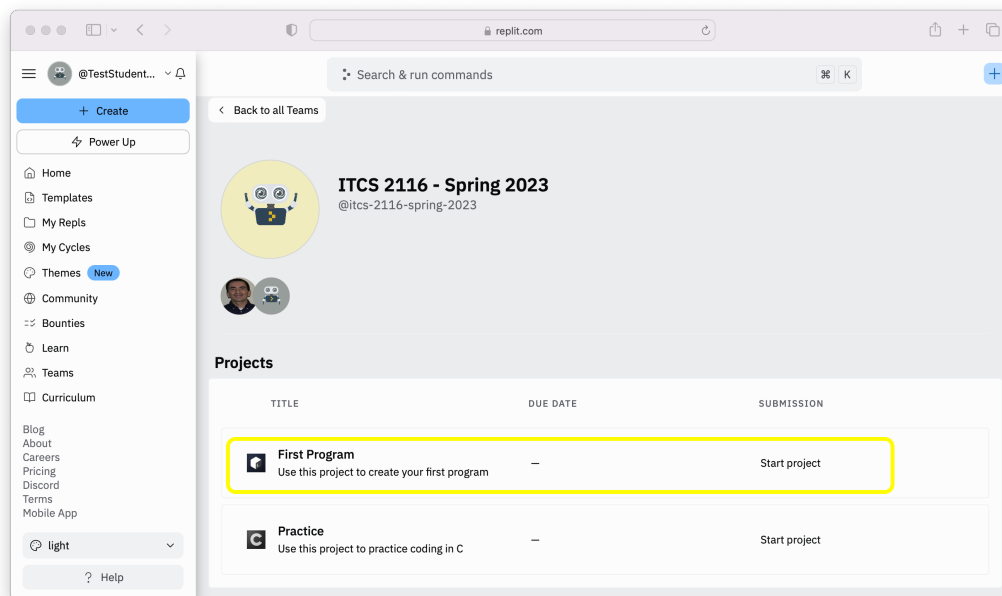 replit.com
@TestStudent...
Search & run commands
⌘ K
+ Create
Back to all Teams
Power Up
Home
Templates
My Repls
My Cycles
Themes New
Community
Bounties
Learn
Teams
Curriculum
Blog
About
Careers
Pricing
Discord
Terms
Mobile App
light
? Help
ITCS 2116 - Spring 2023
@itcs-2116-spring-2023
Projects
TITLE DUE DATE SUBMISSION
First Program
Use this project to create your first program — Start project
Practice
Use this project to practice coding in C — Start project